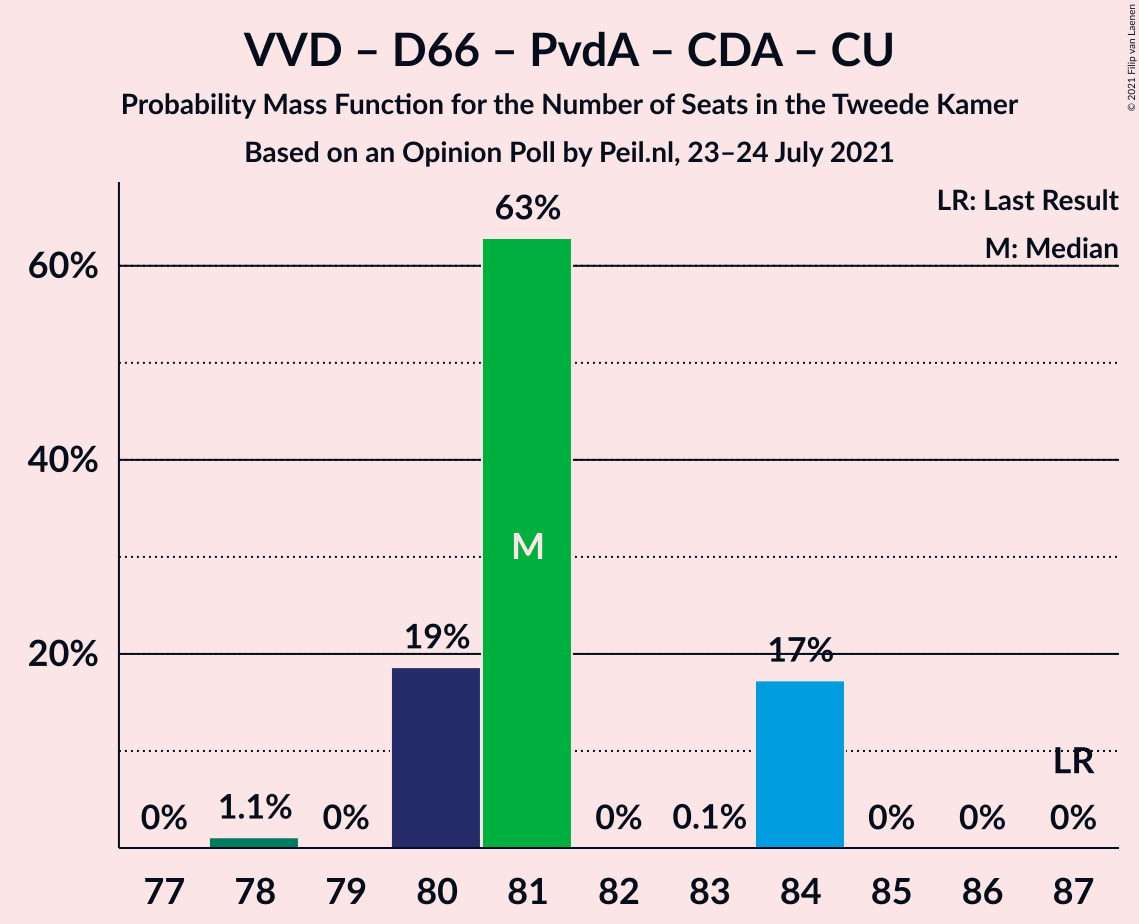 VVD – D66 – PvdA – CDA – CU
Probability Mass Function for the Number of Seats in the Tweede Kamer
Based on an Opinion Poll by Peil.nl, 23–24 July 2021
© 2021 Filip van Laenen
LR: Last Result
M: Median
60%
40%
20%
0%
1.1%
0%
19%
63%
M
0%
0.1%
17%
0%
0%
LR
0%
77 78 79 80 81 82 83 84 85 86 87